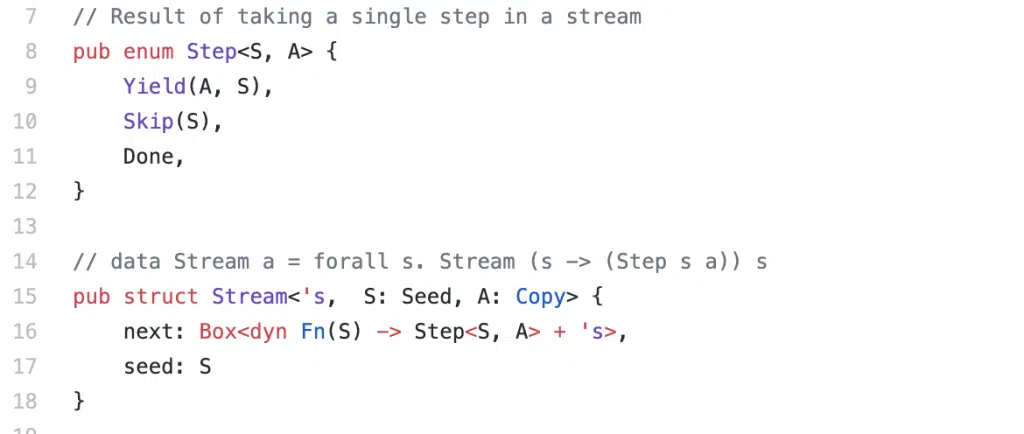 7 // Result of taking a single step in a stream
8 pub enum Step<S, A> {
9     Yield(A, S),
10     Skip(S),
11     Done,
12 }
13
14 // data Stream a = forall s. Stream (s -> (Step s a)) s
15 pub struct Stream<'s,  S: Seed, A: Copy> {
16     next: Box<dyn Fn(S) -> Step<S, A> + 's>,
17     seed: S
18 }